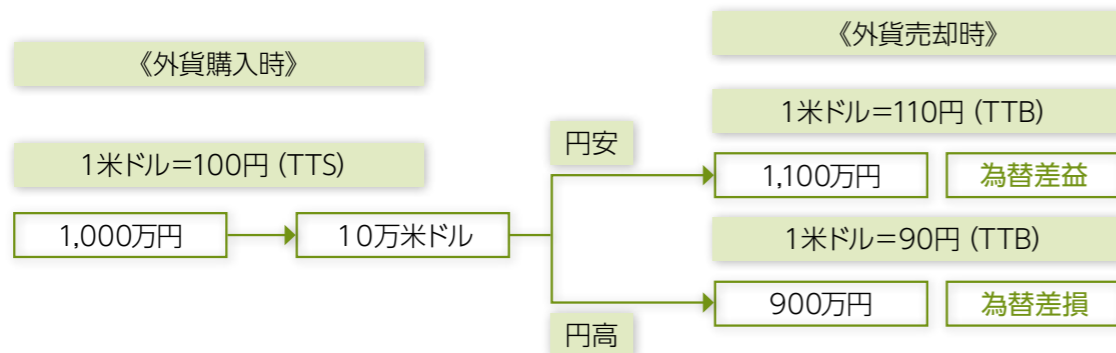 《外貨購入時》
1米ドル＝100円 (TTS)
1,000万円
10万米ドル
円安
円高
《外貨売却時》
1米ドル＝110円 (TTB)
1,100万円
為替差益
1米ドル＝90円 (TTB)
900万円
為替差損